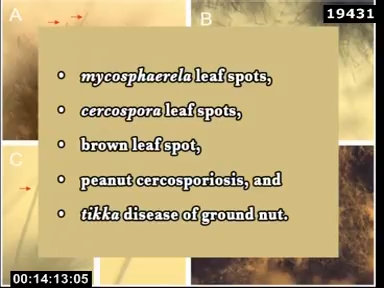 A
B
19431
• mycosphaerela leaf spots,
• cercospora leaf spots,
• brown leaf spot,
• peanut cercosporiosis, and
• tikka disease of ground nut.
C
00:14:13:05